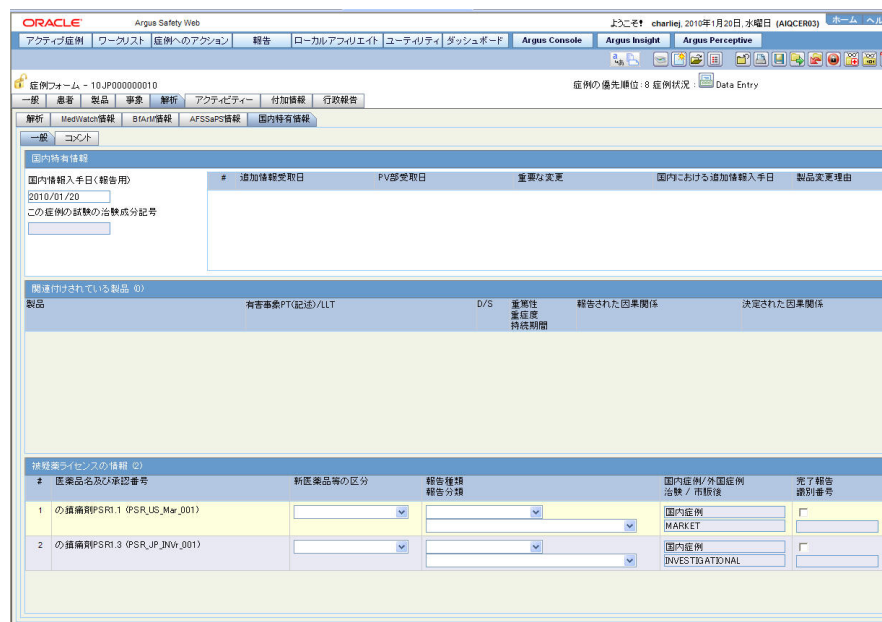 ORACLE' Argus Safety Web ようこそ! charliej, 2010年1月20日, 水曜日 (AIQCER03) ホーム
アクティブ症例 ワークリスト 症例へのアクション 報告 ローカルアフィリエイト ユーティリティ ダッシュボード Argus Console Argus Insight Argus Perceptive
症例フォーム - 10JP000000010 症例の優先順位:8 症例状況 : Data Entry
一般 患者 製品 事象 解析 アクティビティー 付加情報 行政報告
解析 MedWatch情報 BfArM情報 AFSSaPS情報 国内特有情報
一般 コメント
国内特有情報
国内情報入手日(報告用) # 追加情報受取日 PV部受取日 重要な変更 国内における追加情報入手日 製品変更理由
2010/01/20
この症例の試験の治験成分記号
関連付けされている製品 (0)
製品 有害事象PT(記述)/LLT D/S 重篤性 報告された因果関係 決定された因果関係
重症度
持続期間
被疑薬ライセンスの情報 (2)
# 医薬品名及び承認番号 新医薬品等の区分 報告種類 国内症例/外国症例 完了報告
報告分類 治験 / 市販後 識別番号
1 の鎮痛剤PSR1.1 (PSR_US_Mar_001) 国内症例
MARKET
2 の鎮痛剤PSR1.3 (PSR_JP_INVr_001) 国内症例
INVESTIGATIONAL